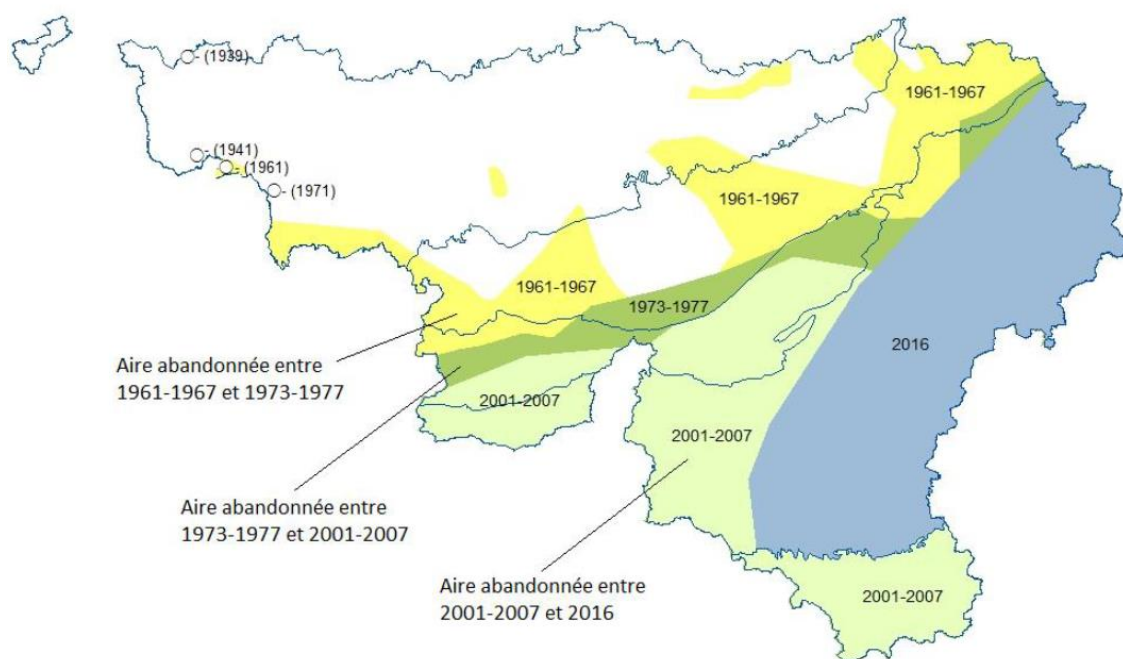 - (1939)
1961-1967
- (1941)
- (1961)
- (1971)
1961-1967
1961-1967
1973-1977
2016
Aire abandonnée entre
1961-1967 et 1973-1977
2001-2007
2001-2007
Aire abandonnée entre
1973-1977 et 2001-2007
Aire abandonnée entre
2001-2007 et 2016
2001-2007